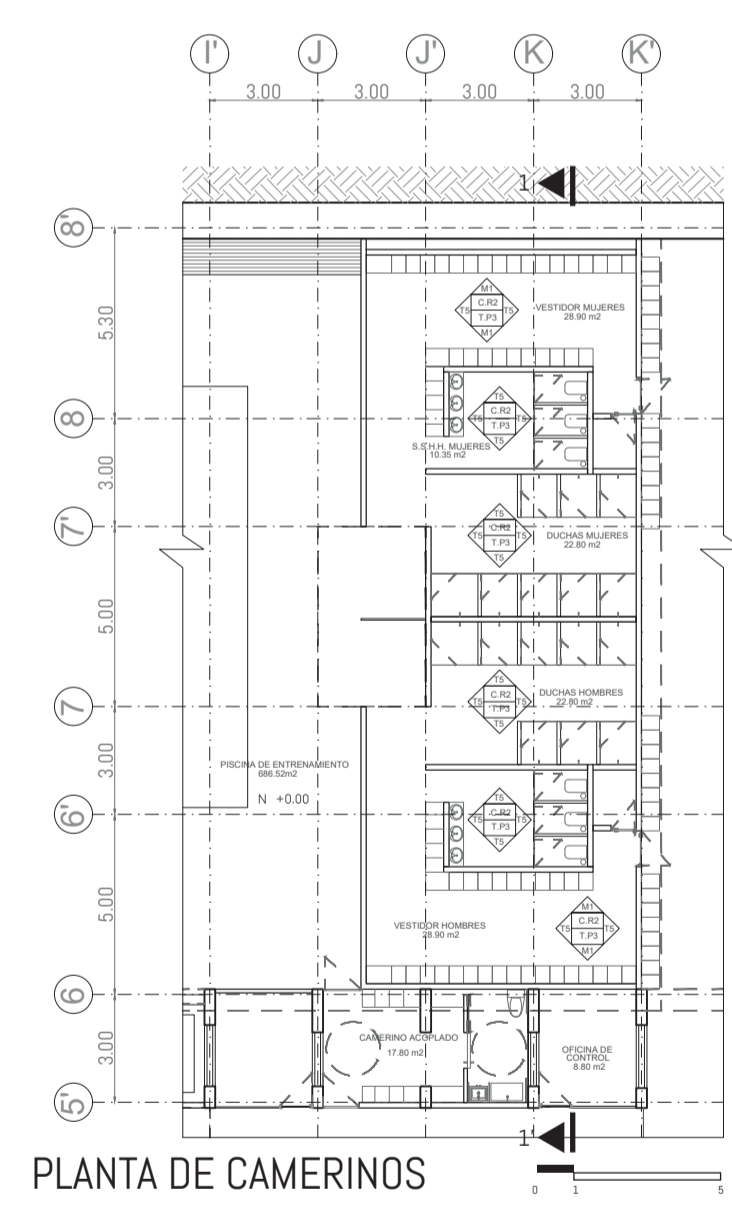 I' J J' K K'
3.00 3.00 3.00 3.00
1
8'
M1
C.R2
T5 T5
T.P3
M1
VESTIDOR MUJERES
28.90 m2
5.30
8
T5
C.R2
T5 T5
T.P3
T5
S.S.H.H. MUJERES
10.35 m2
3.00
7'
T5
C.R2
T5 T5
T.P3
T5
DUCHAS MUJERES
22.80 m2
5.00
7
T5
C.R2
T5 T5
T.P3
T5
DUCHAS HOMBRES
22.80 m2
3.00
PISCINA DE ENTRENAMIENTO
686.52m2
N +0.00
6'
T5
C.R2
T5 T5
T.P3
T5
5.00
VESTIDOR HOMBRES
28.90 m2
M1
C.R2
T5 T5
T.P3
M1
6
3.00
CAMERINO ACOPLADO
17.80 m2
OFICINA DE
CONTROL
8.80 m2
5'
1'
PLANTA DE CAMERINOS
0 1 5